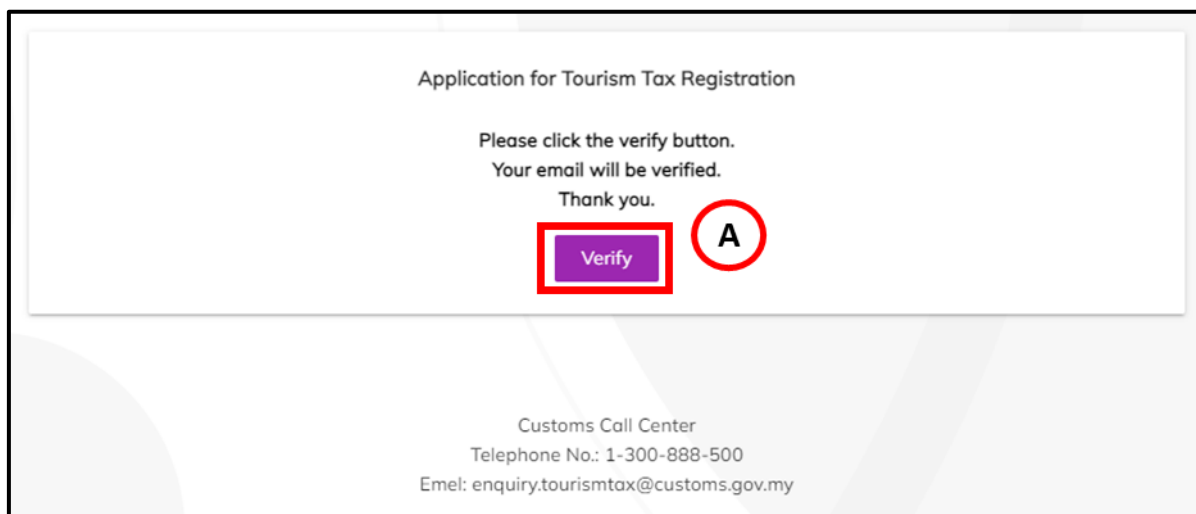 Application for Tourism Tax Registration
Please click the verify button.
Your email will be verified.
Thank you.
A
Verify
Customs Call Center
Telephone No.: 1-300-888-500
Emel: enquiry.tourismtax@customs.gov.my